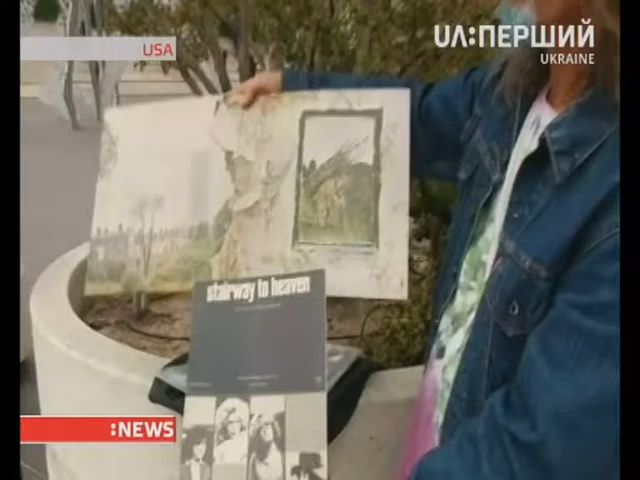 USA
UA:ПЕРШИЙ
UKRAINE
stairway to heaven
:NEWS